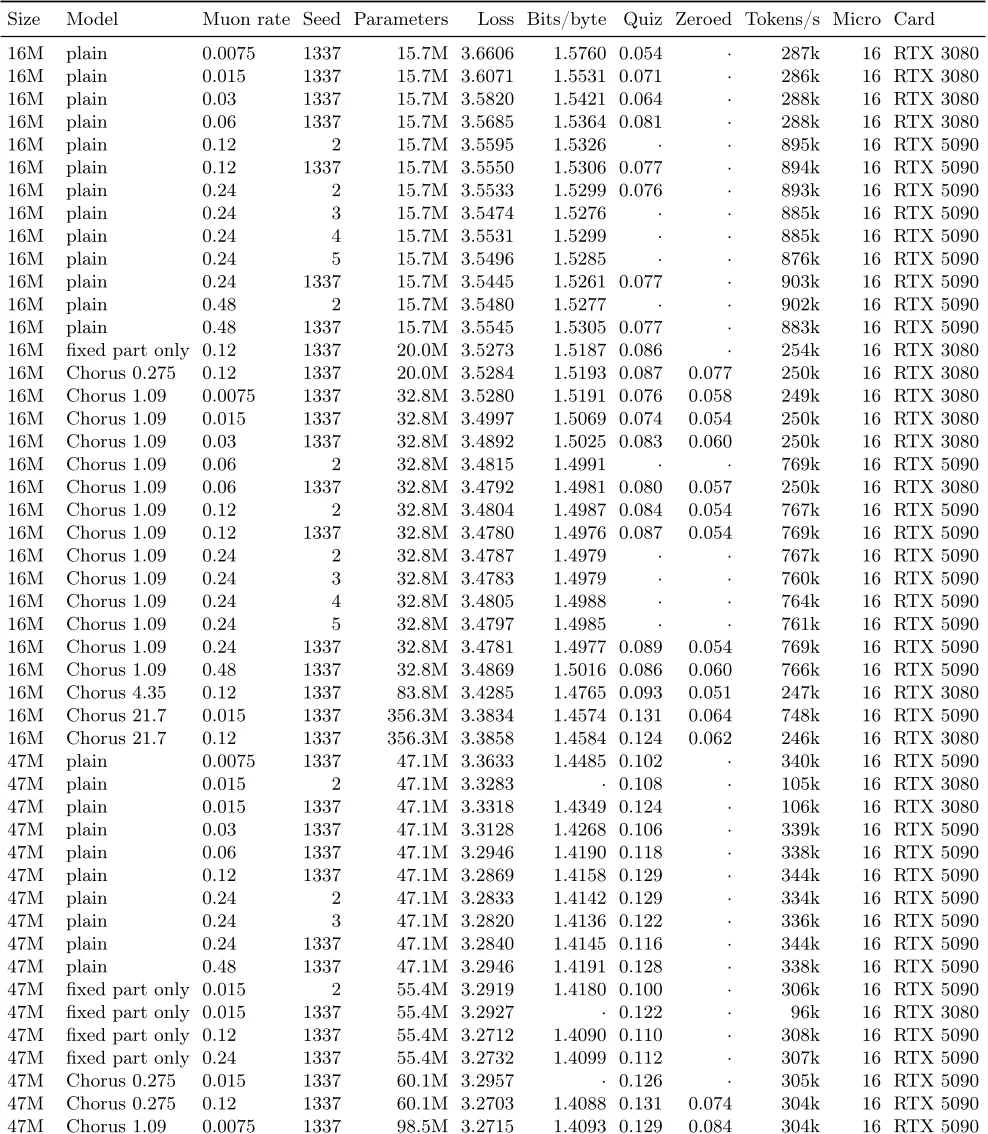 Size Model Muon rate Seed Parameters Loss Bits/byte Quiz Zeroed Tokens/s Micro Card
16M plain 0.0075 1337 15.7M 3.6606 1.5760 0.054 · 287k 16 RTX 3080
16M plain 0.015 1337 15.7M 3.6071 1.5531 0.071 · 286k 16 RTX 3080
16M plain 0.03 1337 15.7M 3.5820 1.5421 0.064 · 288k 16 RTX 3080
16M plain 0.06 1337 15.7M 3.5685 1.5364 0.081 · 288k 16 RTX 3080
16M plain 0.12 2 15.7M 3.5595 1.5326 · · 895k 16 RTX 5090
16M plain 0.12 1337 15.7M 3.5550 1.5306 0.077 · 894k 16 RTX 5090
16M plain 0.24 2 15.7M 3.5533 1.5299 0.076 · 893k 16 RTX 5090
16M plain 0.24 3 15.7M 3.5474 1.5276 · · 885k 16 RTX 5090
16M plain 0.24 4 15.7M 3.5531 1.5299 · · 885k 16 RTX 5090
16M plain 0.24 5 15.7M 3.5496 1.5285 · · 876k 16 RTX 5090
16M plain 0.24 1337 15.7M 3.5445 1.5261 0.077 · 903k 16 RTX 5090
16M plain 0.48 2 15.7M 3.5480 1.5277 · · 902k 16 RTX 5090
16M plain 0.48 1337 15.7M 3.5545 1.5305 0.077 · 883k 16 RTX 5090
16M fixed part only 0.12 1337 20.0M 3.5273 1.5187 0.086 · 254k 16 RTX 3080
16M Chorus 0.275 0.12 1337 20.0M 3.5284 1.5193 0.087 0.077 250k 16 RTX 3080
16M Chorus 1.09 0.0075 1337 32.8M 3.5280 1.5191 0.076 0.058 249k 16 RTX 3080
16M Chorus 1.09 0.015 1337 32.8M 3.4997 1.5069 0.074 0.054 250k 16 RTX 3080
16M Chorus 1.09 0.03 1337 32.8M 3.4892 1.5025 0.083 0.060 250k 16 RTX 3080
16M Chorus 1.09 0.06 2 32.8M 3.4815 1.4991 · · 769k 16 RTX 5090
16M Chorus 1.09 0.06 1337 32.8M 3.4792 1.4981 0.080 0.057 250k 16 RTX 3080
16M Chorus 1.09 0.12 2 32.8M 3.4804 1.4987 0.084 0.054 767k 16 RTX 5090
16M Chorus 1.09 0.12 1337 32.8M 3.4780 1.4976 0.087 0.054 769k 16 RTX 5090
16M Chorus 1.09 0.24 2 32.8M 3.4787 1.4979 · · 767k 16 RTX 5090
16M Chorus 1.09 0.24 3 32.8M 3.4783 1.4979 · · 760k 16 RTX 5090
16M Chorus 1.09 0.24 4 32.8M 3.4805 1.4988 · · 764k 16 RTX 5090
16M Chorus 1.09 0.24 5 32.8M 3.4797 1.4985 · · 761k 16 RTX 5090
16M Chorus 1.09 0.24 1337 32.8M 3.4781 1.4977 0.089 0.054 769k 16 RTX 5090
16M Chorus 1.09 0.48 1337 32.8M 3.4869 1.5016 0.086 0.060 766k 16 RTX 5090
16M Chorus 4.35 0.12 1337 83.8M 3.4285 1.4765 0.093 0.051 247k 16 RTX 3080
16M Chorus 21.7 0.015 1337 356.3M 3.3834 1.4574 0.131 0.064 748k 16 RTX 5090
16M Chorus 21.7 0.12 1337 356.3M 3.3858 1.4584 0.124 0.062 246k 16 RTX 3080
47M plain 0.0075 1337 47.1M 3.3633 1.4485 0.102 · 340k 16 RTX 5090
47M plain 0.015 2 47.1M 3.3283 · 0.108 · 105k 16 RTX 3080
47M plain 0.015 1337 47.1M 3.3318 1.4349 0.124 · 106k 16 RTX 3080
47M plain 0.03 1337 47.1M 3.3128 1.4268 0.106 · 339k 16 RTX 5090
47M plain 0.06 1337 47.1M 3.2946 1.4190 0.118 · 338k 16 RTX 5090
47M plain 0.12 1337 47.1M 3.2869 1.4158 0.129 · 344k 16 RTX 5090
47M plain 0.24 2 47.1M 3.2833 1.4142 0.129 · 334k 16 RTX 5090
47M plain 0.24 3 47.1M 3.2820 1.4136 0.122 · 336k 16 RTX 5090
47M plain 0.24 1337 47.1M 3.2840 1.4145 0.116 · 344k 16 RTX 5090
47M plain 0.48 1337 47.1M 3.2946 1.4191 0.128 · 338k 16 RTX 5090
47M fixed part only 0.015 2 55.4M 3.2919 1.4180 0.100 · 306k 16 RTX 5090
47M fixed part only 0.015 1337 55.4M 3.2927 · 0.122 · 96k 16 RTX 3080
47M fixed part only 0.12 1337 55.4M 3.2712 1.4090 0.110 · 308k 16 RTX 5090
47M fixed part only 0.24 1337 55.4M 3.2732 1.4099 0.112 · 307k 16 RTX 5090
47M Chorus 0.275 0.015 1337 60.1M 3.2957 · 0.126 · 305k 16 RTX 5090
47M Chorus 0.275 0.12 1337 60.1M 3.2703 1.4088 0.131 0.074 304k 16 RTX 5090
47M Chorus 1.09 0.0075 1337 98.5M 3.2715 1.4093 0.129 0.084 304k 16 RTX 5090